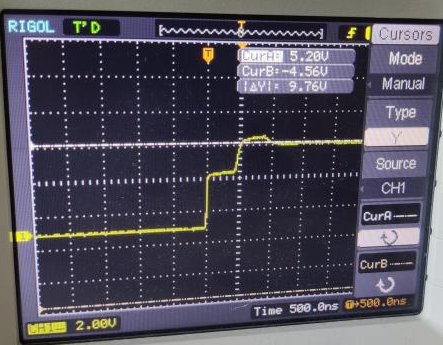 RIGOL T'D
Cursors
CurA: 5.20V
CurB:-4.56V
|ΔY|: 9.76V
Mode
Manual
Type
Y
Source
CH1
CurA
CurB
CH1 2.00V
Time 500.0ns
500.0ns